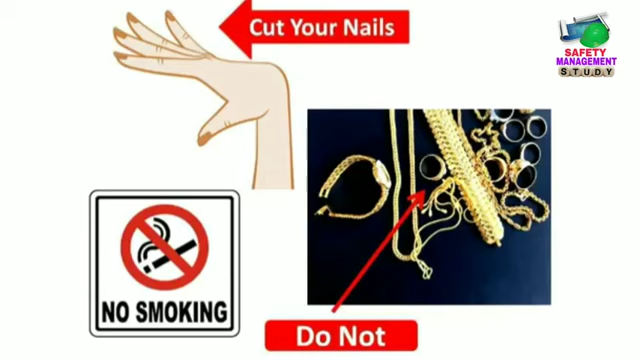 Cut Your Nails
SAFETY
MANAGEMENT
STUDY
NO SMOKING
Do Not